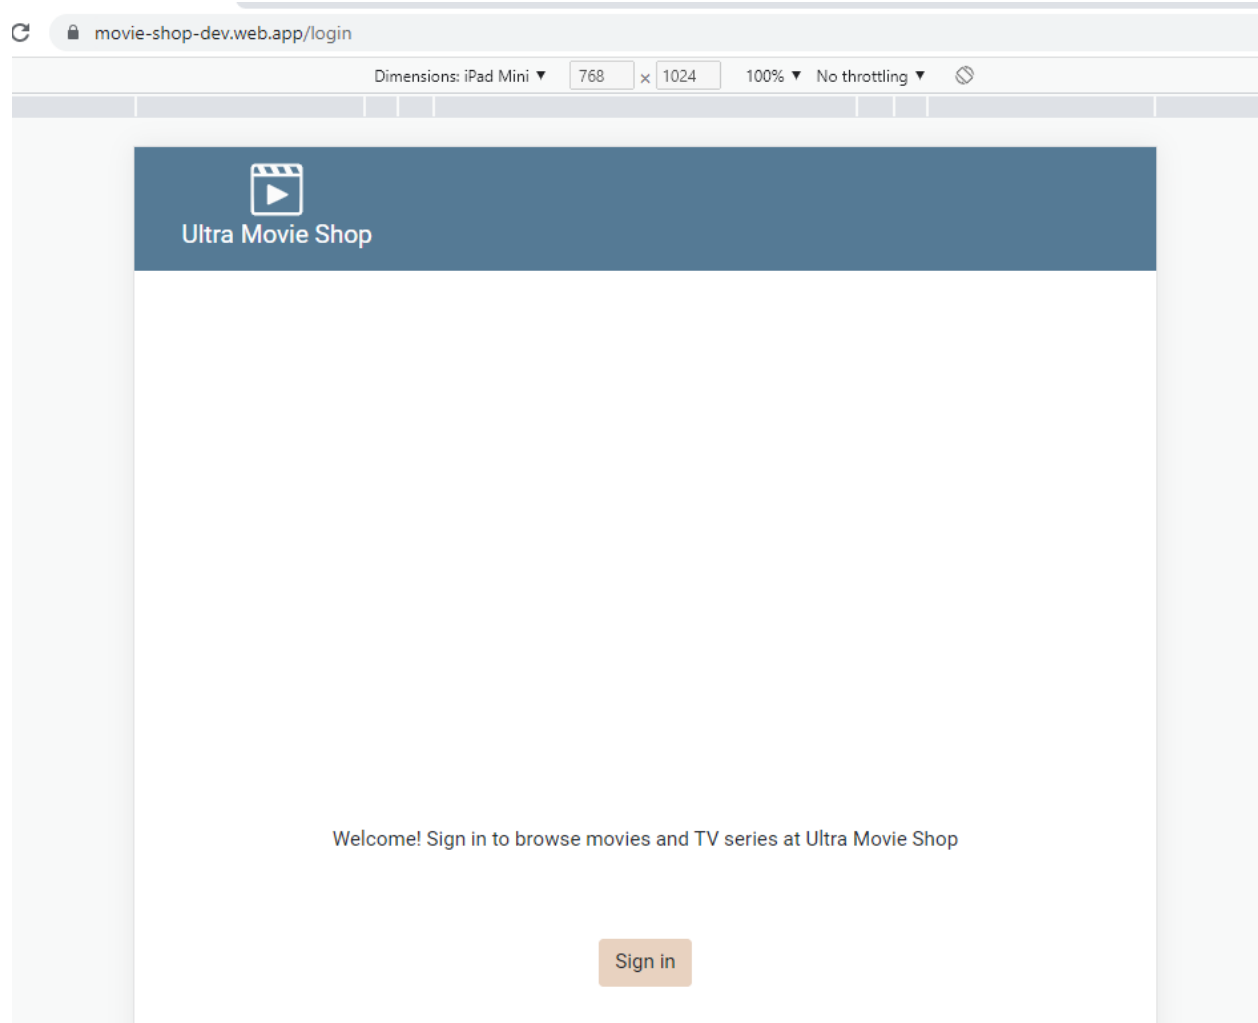 movie-shop-dev.web.app/login
Dimensions: iPad Mini ▼ 768 × 1024 100% ▼ No throttling ▼
Ultra Movie Shop
Welcome! Sign in to browse movies and TV series at Ultra Movie Shop
Sign in